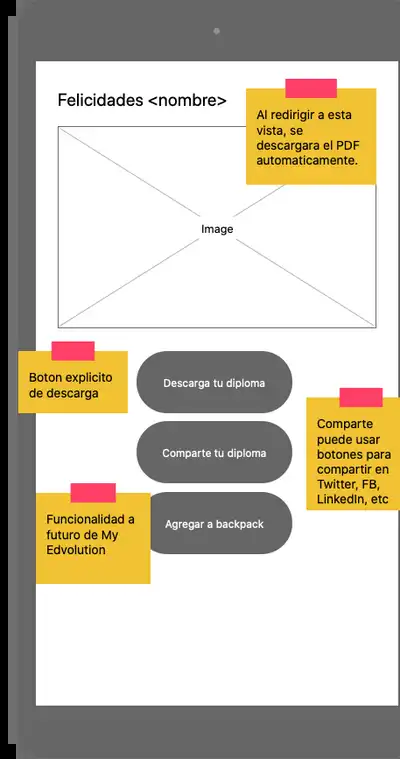 Felicidades <nombre>
Al redirigir a esta
vista, se
descargara el PDF
automaticamente.
Image
Boton explicito
de descarga
Descarga tu diploma
Comparte tu diploma
Comparte
puede usar
botones para
compartir en
Twitter, FB,
LinkedIn, etc
Funcionalidad a
futuro de My
Edvolution
Agregar a backpack